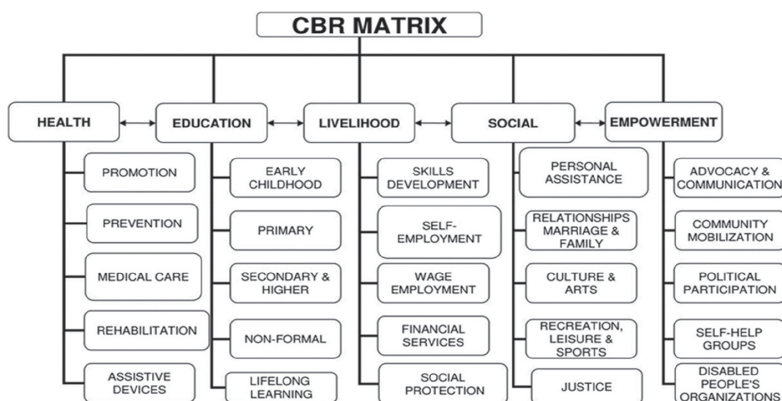 CBR MATRIX
HEALTH
EDUCATION
LIVELIHOOD
SOCIAL
EMPOWERMENT
PROMOTION
PREVENTION
MEDICAL CARE
REHABILITATION
ASSISTIVE
DEVICES
EARLY
CHILDHOOD
PRIMARY
SECONDARY &
HIGHER
NON-FORMAL
LIFELONG
LEARNING
SKILLS
DEVELOPMENT
SELF-
EMPLOYMENT
WAGE
EMPLOYMENT
FINANCIAL
SERVICES
SOCIAL
PROTECTION
PERSONAL
ASSISTANCE
RELATIONSHIPS
MARRIAGE &
FAMILY
CULTURE &
ARTS
RECREATION,
LEISURE &
SPORTS
JUSTICE
ADVOCACY &
COMMUNICATION
COMMUNITY
MOBILIZATION
POLITICAL
PARTICIPATION
SELF-HELP
GROUPS
DISABLED
PEOPLE'S
ORGANIZATIONS